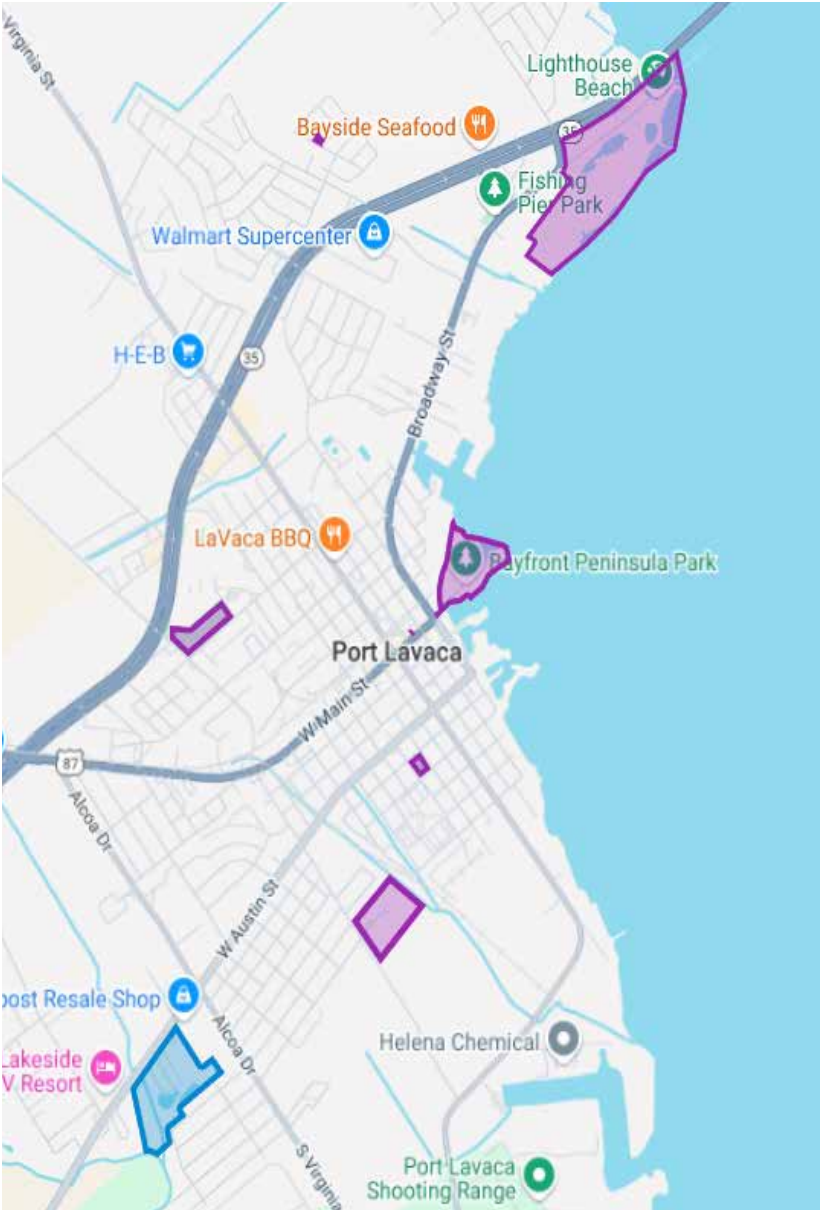 Virginia St
Lighthouse
Beach
Bayside Seafood
35
Fishing
Pier Park
Walmart Supercenter
H-E-B
35
Broadway St
LaVaca BBQ
Bayfront Peninsula Park
Port Lavaca
W Main St
87
Alcoa Dr
W Austin St
post Resale Shop
Alcoa Dr
Helena Chemical
Lakeside
V Resort
S Virginia
Port Lavaca
Shooting Range